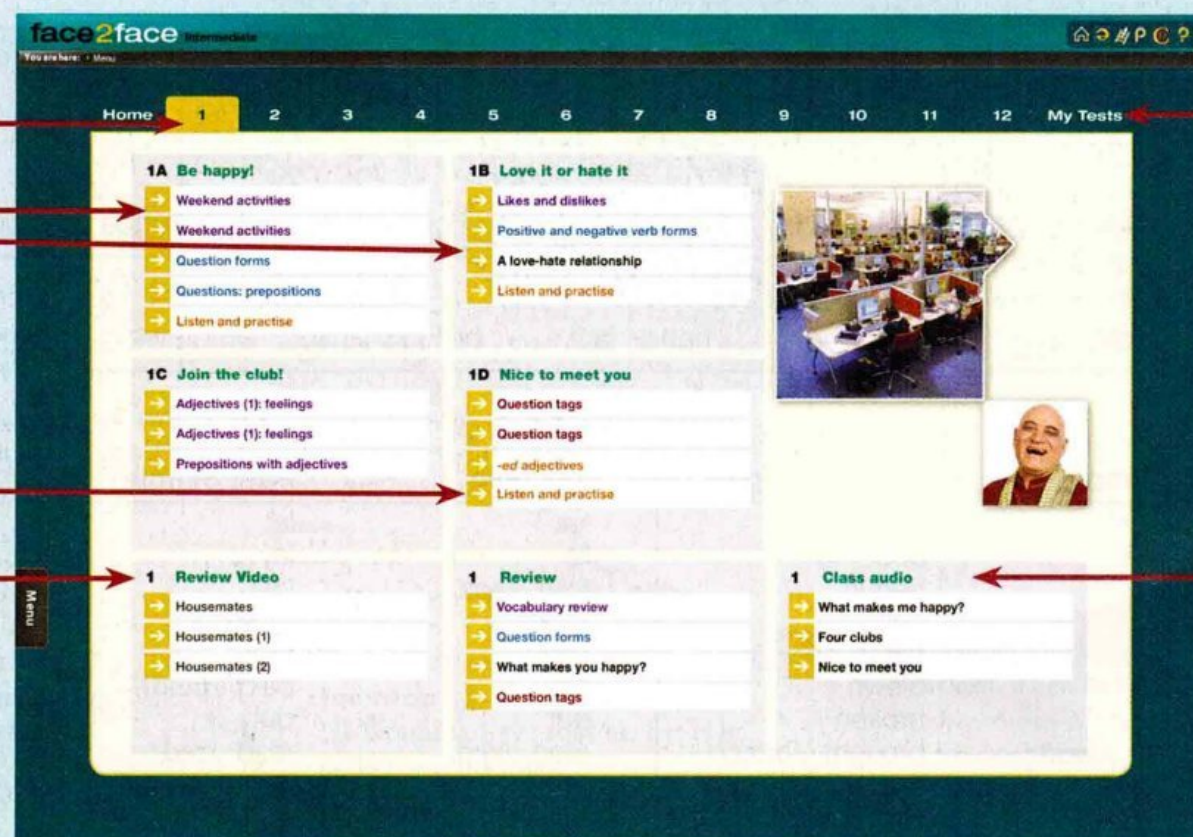 face2face Intermediate
You are here: • Menu
Home 1 2 3 4 5 6 7 8 9 10 11 12 My Tests
1A Be happy!
Weekend activities
Weekend activities
Question forms
Questions: prepositions
Listen and practise
1B Love it or hate it
Likes and dislikes
Positive and negative verb forms
A love-hate relationship
Listen and practise
1C Join the club!
Adjectives (1): feelings
Adjectives (1): feelings
Prepositions with adjectives
1D Nice to meet you
Question tags
Question tags
-ed adjectives
Listen and practise
Menu
1 Review Video
Housemates
Housemates (1)
Housemates (2)
1 Review
Vocabulary review
Question forms
What makes you happy?
Question tags
1 Class audio
What makes me happy?
Four clubs
Nice to meet you